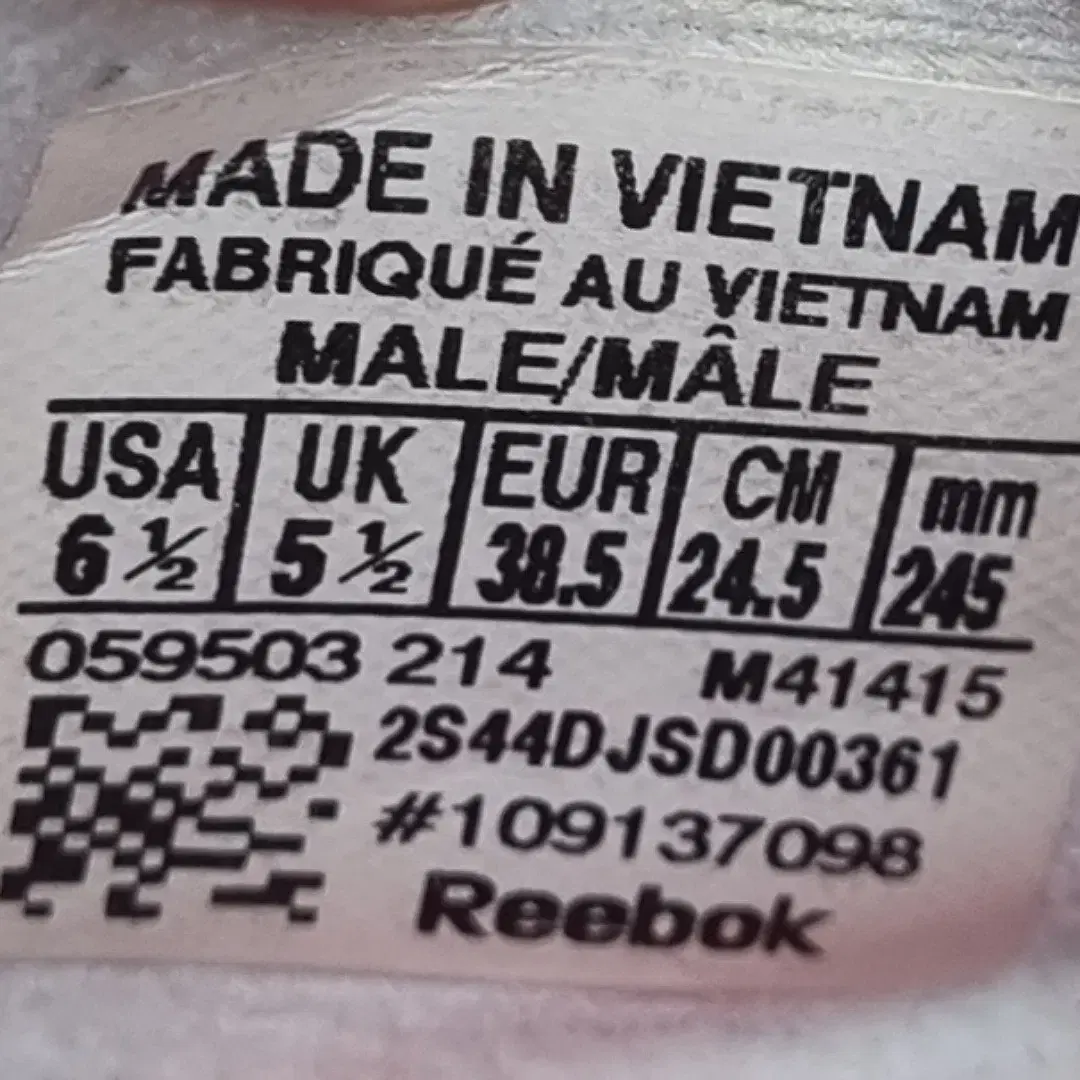 MADE IN VIETNAM
FABRIQUÉ AU VIETNAM
MALE/MÂLE
USA UK EUR CM mm
6 ½ 5 ½ 38.5 24.5 245
059503 214 M41415
2S44DJSD00361
#109137098
Reebok